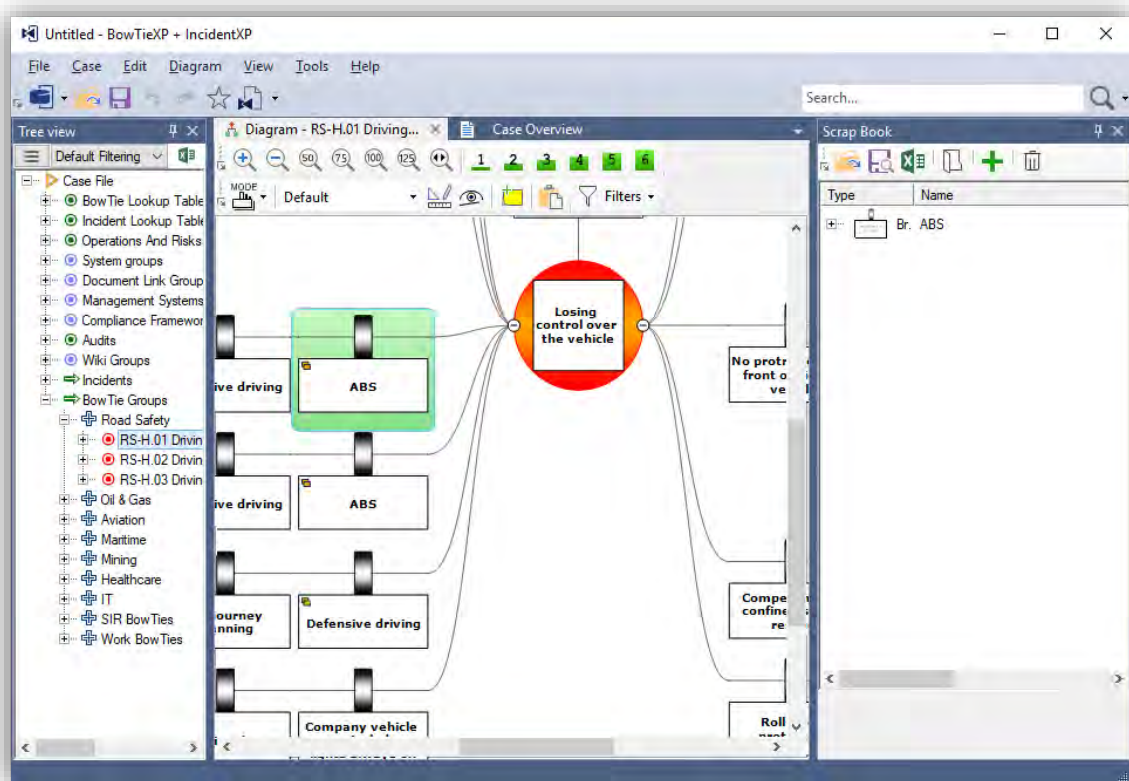 Untitled - BowTieXP + IncidentXP
File Case Edit Diagram View Tools Help
Search...
Tree view
Default Filtering
Case File
BowTie Lookup Table
Incident Lookup Table
Operations And Risks
System groups
Document Link Group
Management Systems
Compliance Framewor
Audits
Wiki Groups
Incidents
BowTie Groups
Road Safety
RS-H.01 Drivin
RS-H.02 Drivin
RS-H.03 Drivin
Oil & Gas
Aviation
Maritime
Mining
Healthcare
IT
SIR BowTies
Work BowTies
Diagram - RS-H.01 Driving...
Case Overview
50 75 100 125 1 2 3 4 5 6
MODE
Default
Filters
Losing
control over
the vehicle
ive driving
ABS
ive driving
ABS
ourney
nning
Defensive driving
Company vehicle
No protr
front o
ve
Compe
confine
re
Roll
Scrap Book
Type Name
Br. ABS